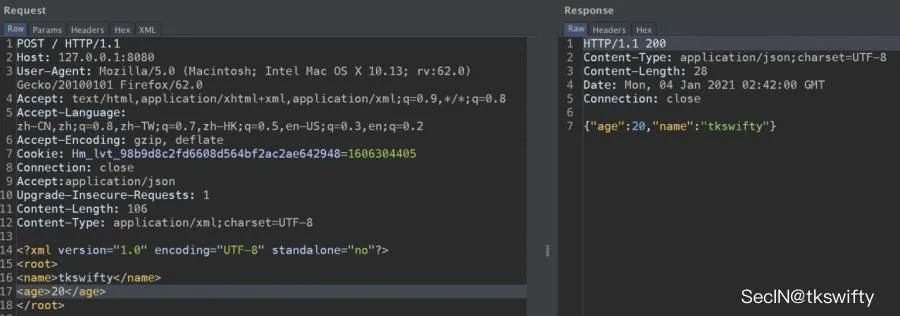 Request
Raw Params Headers Hex XML
1 POST / HTTP/1.1
2 Host: 127.0.0.1:8080
3 User-Agent: Mozilla/5.0 (Macintosh; Intel Mac OS X 10.13; rv:62.0)
Gecko/20100101 Firefox/62.0
4 Accept: text/html,application/xhtml+xml,application/xml;q=0.9,*/*;q=0.8
5 Accept-Language:
zh-CN,zh;q=0.8,zh-TW;q=0.7,zh-HK;q=0.5,en-US;q=0.3,en;q=0.2
6 Accept-Encoding: gzip, deflate
7 Cookie: Hm_lvt_98b9d8c2fd6608d564bf2ac2ae642948=1606304405
8 Connection: close
9 Accept:application/json
10 Upgrade-Insecure-Requests: 1
11 Content-Length: 106
12 Content-Type: application/xml;charset=UTF-8
13
14 <?xml version="1.0" encoding="UTF-8" standalone="no"?>
15 <root>
16 <name>tkswifty</name>
17 <age>20</age>
18 </root>
Response
Raw Headers Hex
1 HTTP/1.1 200
2 Content-Type: application/json;charset=UTF-8
3 Content-Length: 28
4 Date: Mon, 04 Jan 2021 02:42:00 GMT
5 Connection: close
6
7 {"age":20,"name":"tkswifty"}
SecIN@tkswifty